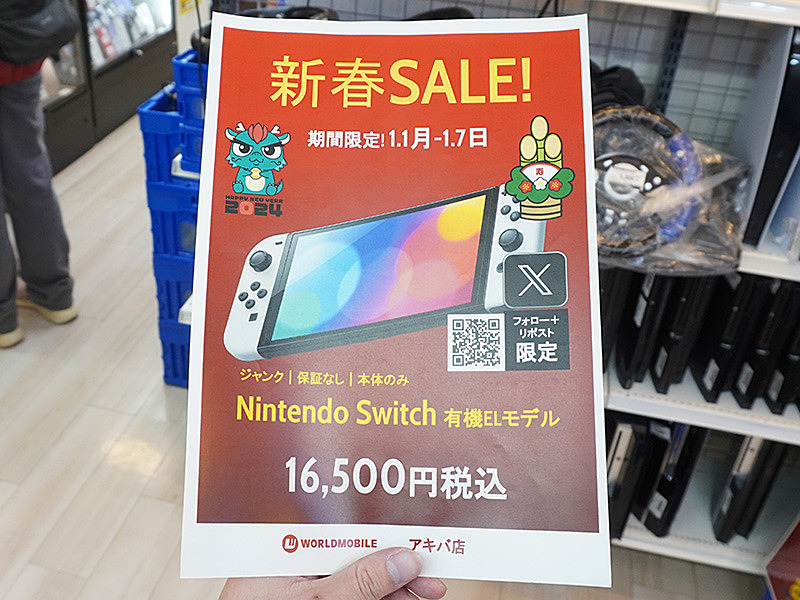 新春SALE!
期間限定! 1.1月-1.7日
寿
HAPPY NEW YEAR
2024
X
フォロー+
リポスト
限定
ジャンク | 保証なし | 本体のみ
Nintendo Switch 有機ELモデル
16,500円税込
WORLDMOBILE アキバ店